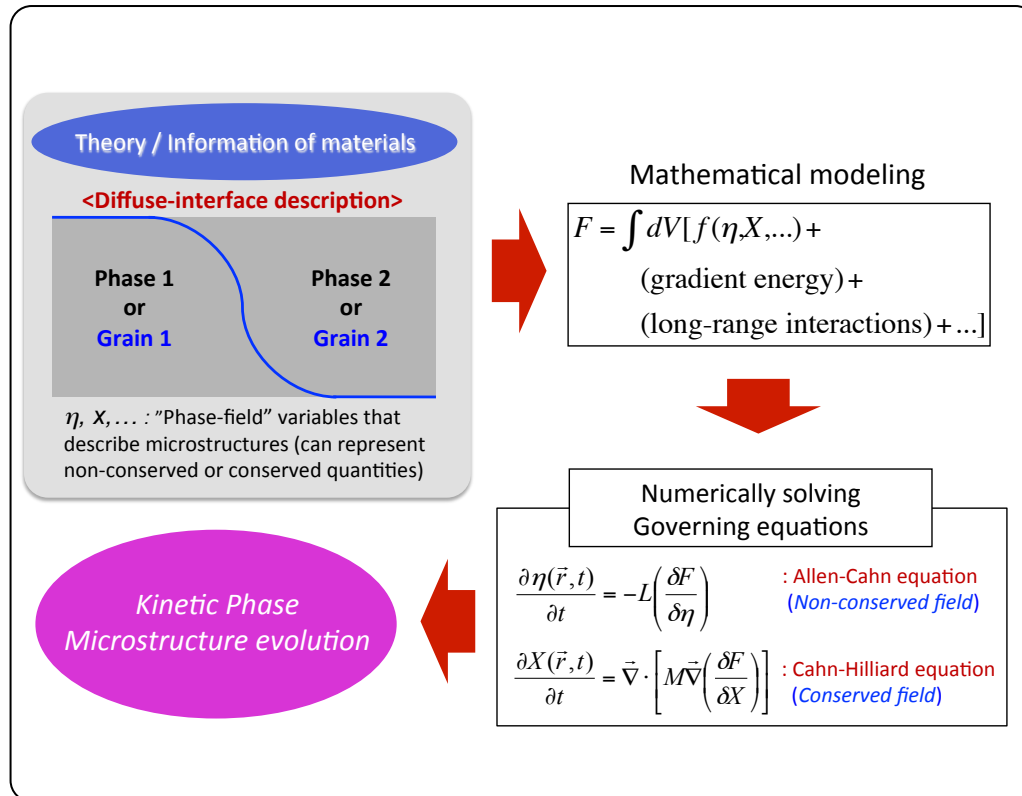 Theory / Information of materials
<Diffuse-interface description>
Phase 1
or
Grain 1
Phase 2
or
Grain 2
η, X,... : ”Phase-field” variables that
describe microstructures (can represent
non-conserved or conserved quantities)
Mathematical modeling
F = ∫ dV[f(η,X,...) +
(gradient energy) +
(long-range interactions) + ...]
Numerically solving
Governing equations
∂η(r⃗,t)/∂t = −L(δF/δη)
: Allen-Cahn equation
(Non-conserved field)
∂X(r⃗,t)/∂t = ∇⃗ · [M∇⃗(δF/δX)]
: Cahn-Hilliard equation
(Conserved field)
Kinetic Phase
Microstructure evolution